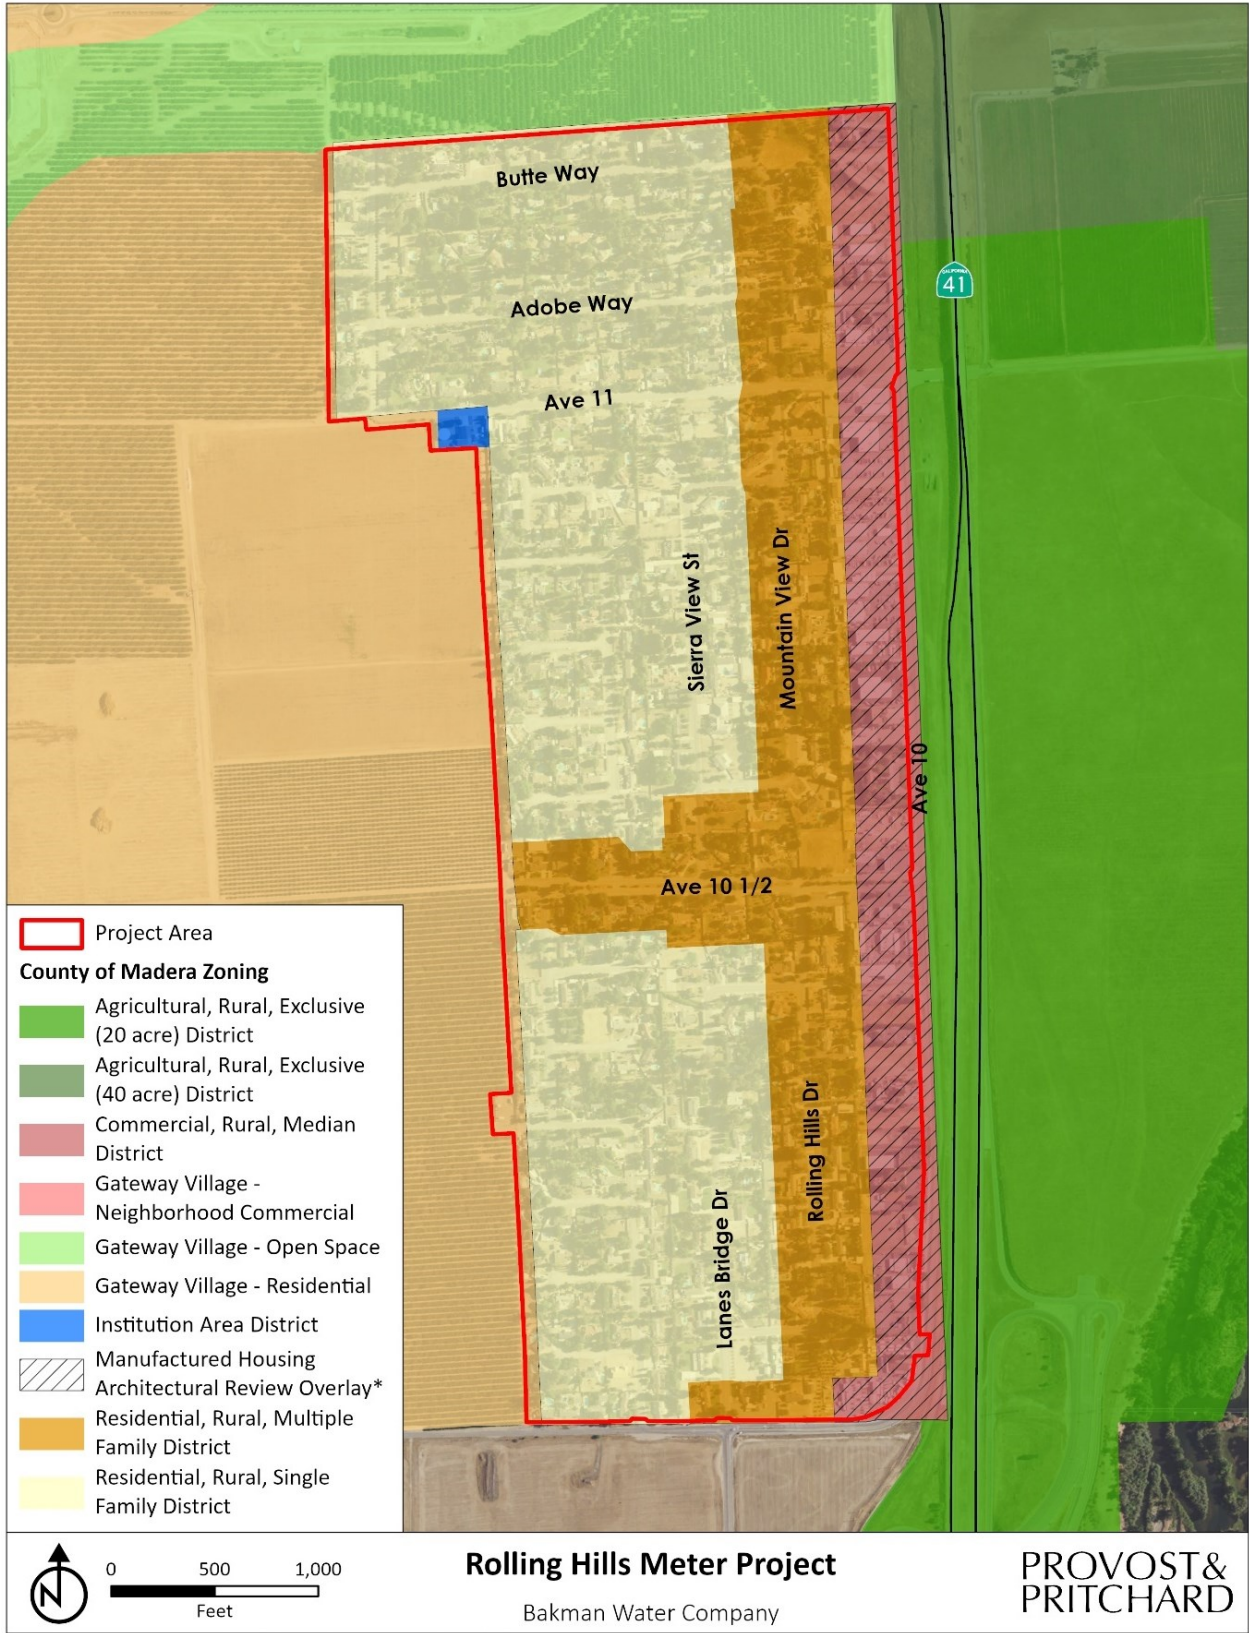 Butte Way
Adobe Way
CALIFORNIA
41
Ave 11
Sierra View St
Mountain View Dr
Ave 10
Ave 10 1/2
Rolling Hills Dr
Lanes Bridge Dr
Project Area
County of Madera Zoning
Agricultural, Rural, Exclusive
(20 acre) District
Agricultural, Rural, Exclusive
(40 acre) District
Commercial, Rural, Median
District
Gateway Village -
Neighborhood Commercial
Gateway Village - Open Space
Gateway Village - Residential
Institution Area District
Manufactured Housing
Architectural Review Overlay*
Residential, Rural, Multiple
Family District
Residential, Rural, Single
Family District
N
0 500 1,000
Feet
Rolling Hills Meter Project
Bakman Water Company
PROVOST&
PRITCHARD